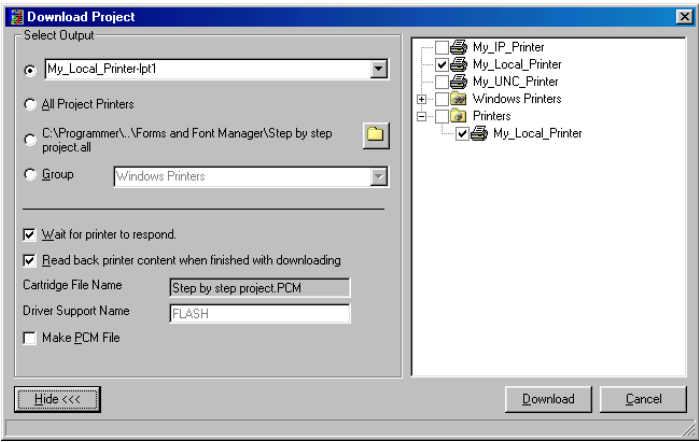 Download Project
Select Output
My_Local_Printer-lpt1
All Project Printers
C:\Programmer\..\Forms and Font Manager\Step by step
project.all
Group
Windows Printers
Wait for printer to respond.
Read back printer content when finished with downloading
Cartridge File Name
Step by step project.PCM
Driver Support Name
FLASH
Make PCM File
My_IP_Printer
My_Local_Printer
My_UNC_Printer
Windows Printers
Printers
My_Local_Printer
Hide <<<
Download
Cancel